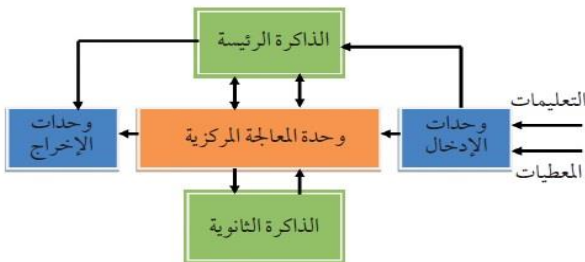 الذاكرة الرئيسة
التعليمات
المعطيات
وحدات
الإدخال
وحدة المعالجة المركزية
وحدات
الإخراج
الذاكرة الثانوية